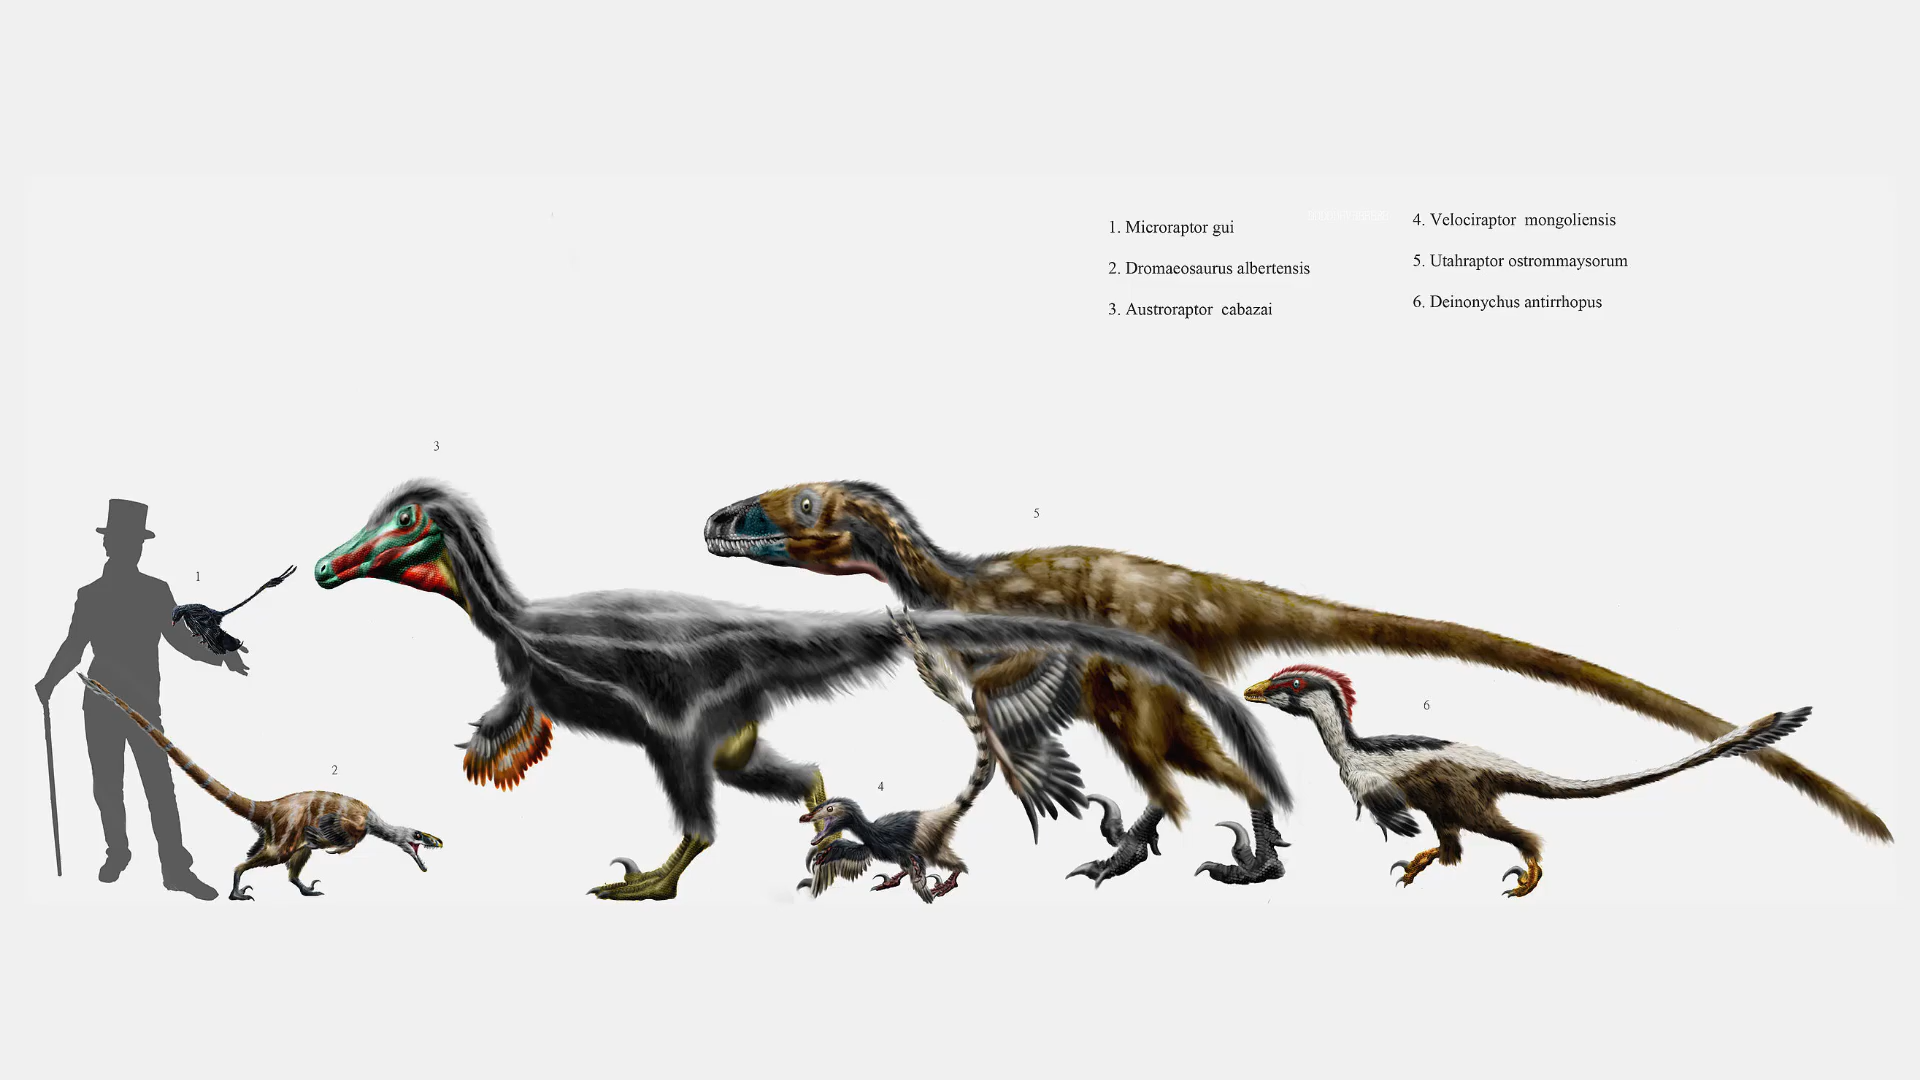 1. Microraptor gui
2. Dromaeosaurus albertensis
3. Austroraptor cabazai
4. Velociraptor mongoliensis
5. Utahraptor ostrommaysorum
6. Deinonychus antirrhopus
3
5
1
6
2
4